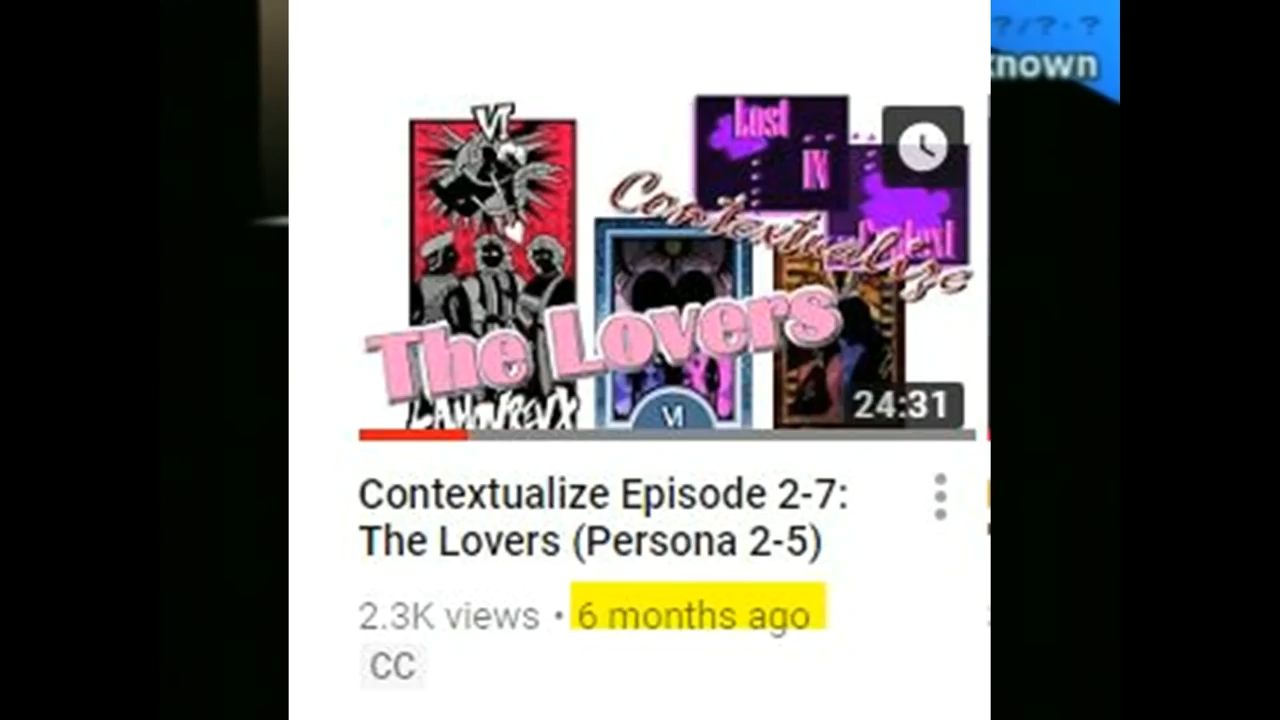 ?/?·?
known
VI
Lost
IN
Contextualize
Context
The Lovers
VI
24:31
Contextualize Episode 2-7:
The Lovers (Persona 2-5)
2.3K views • 6 months ago
CC